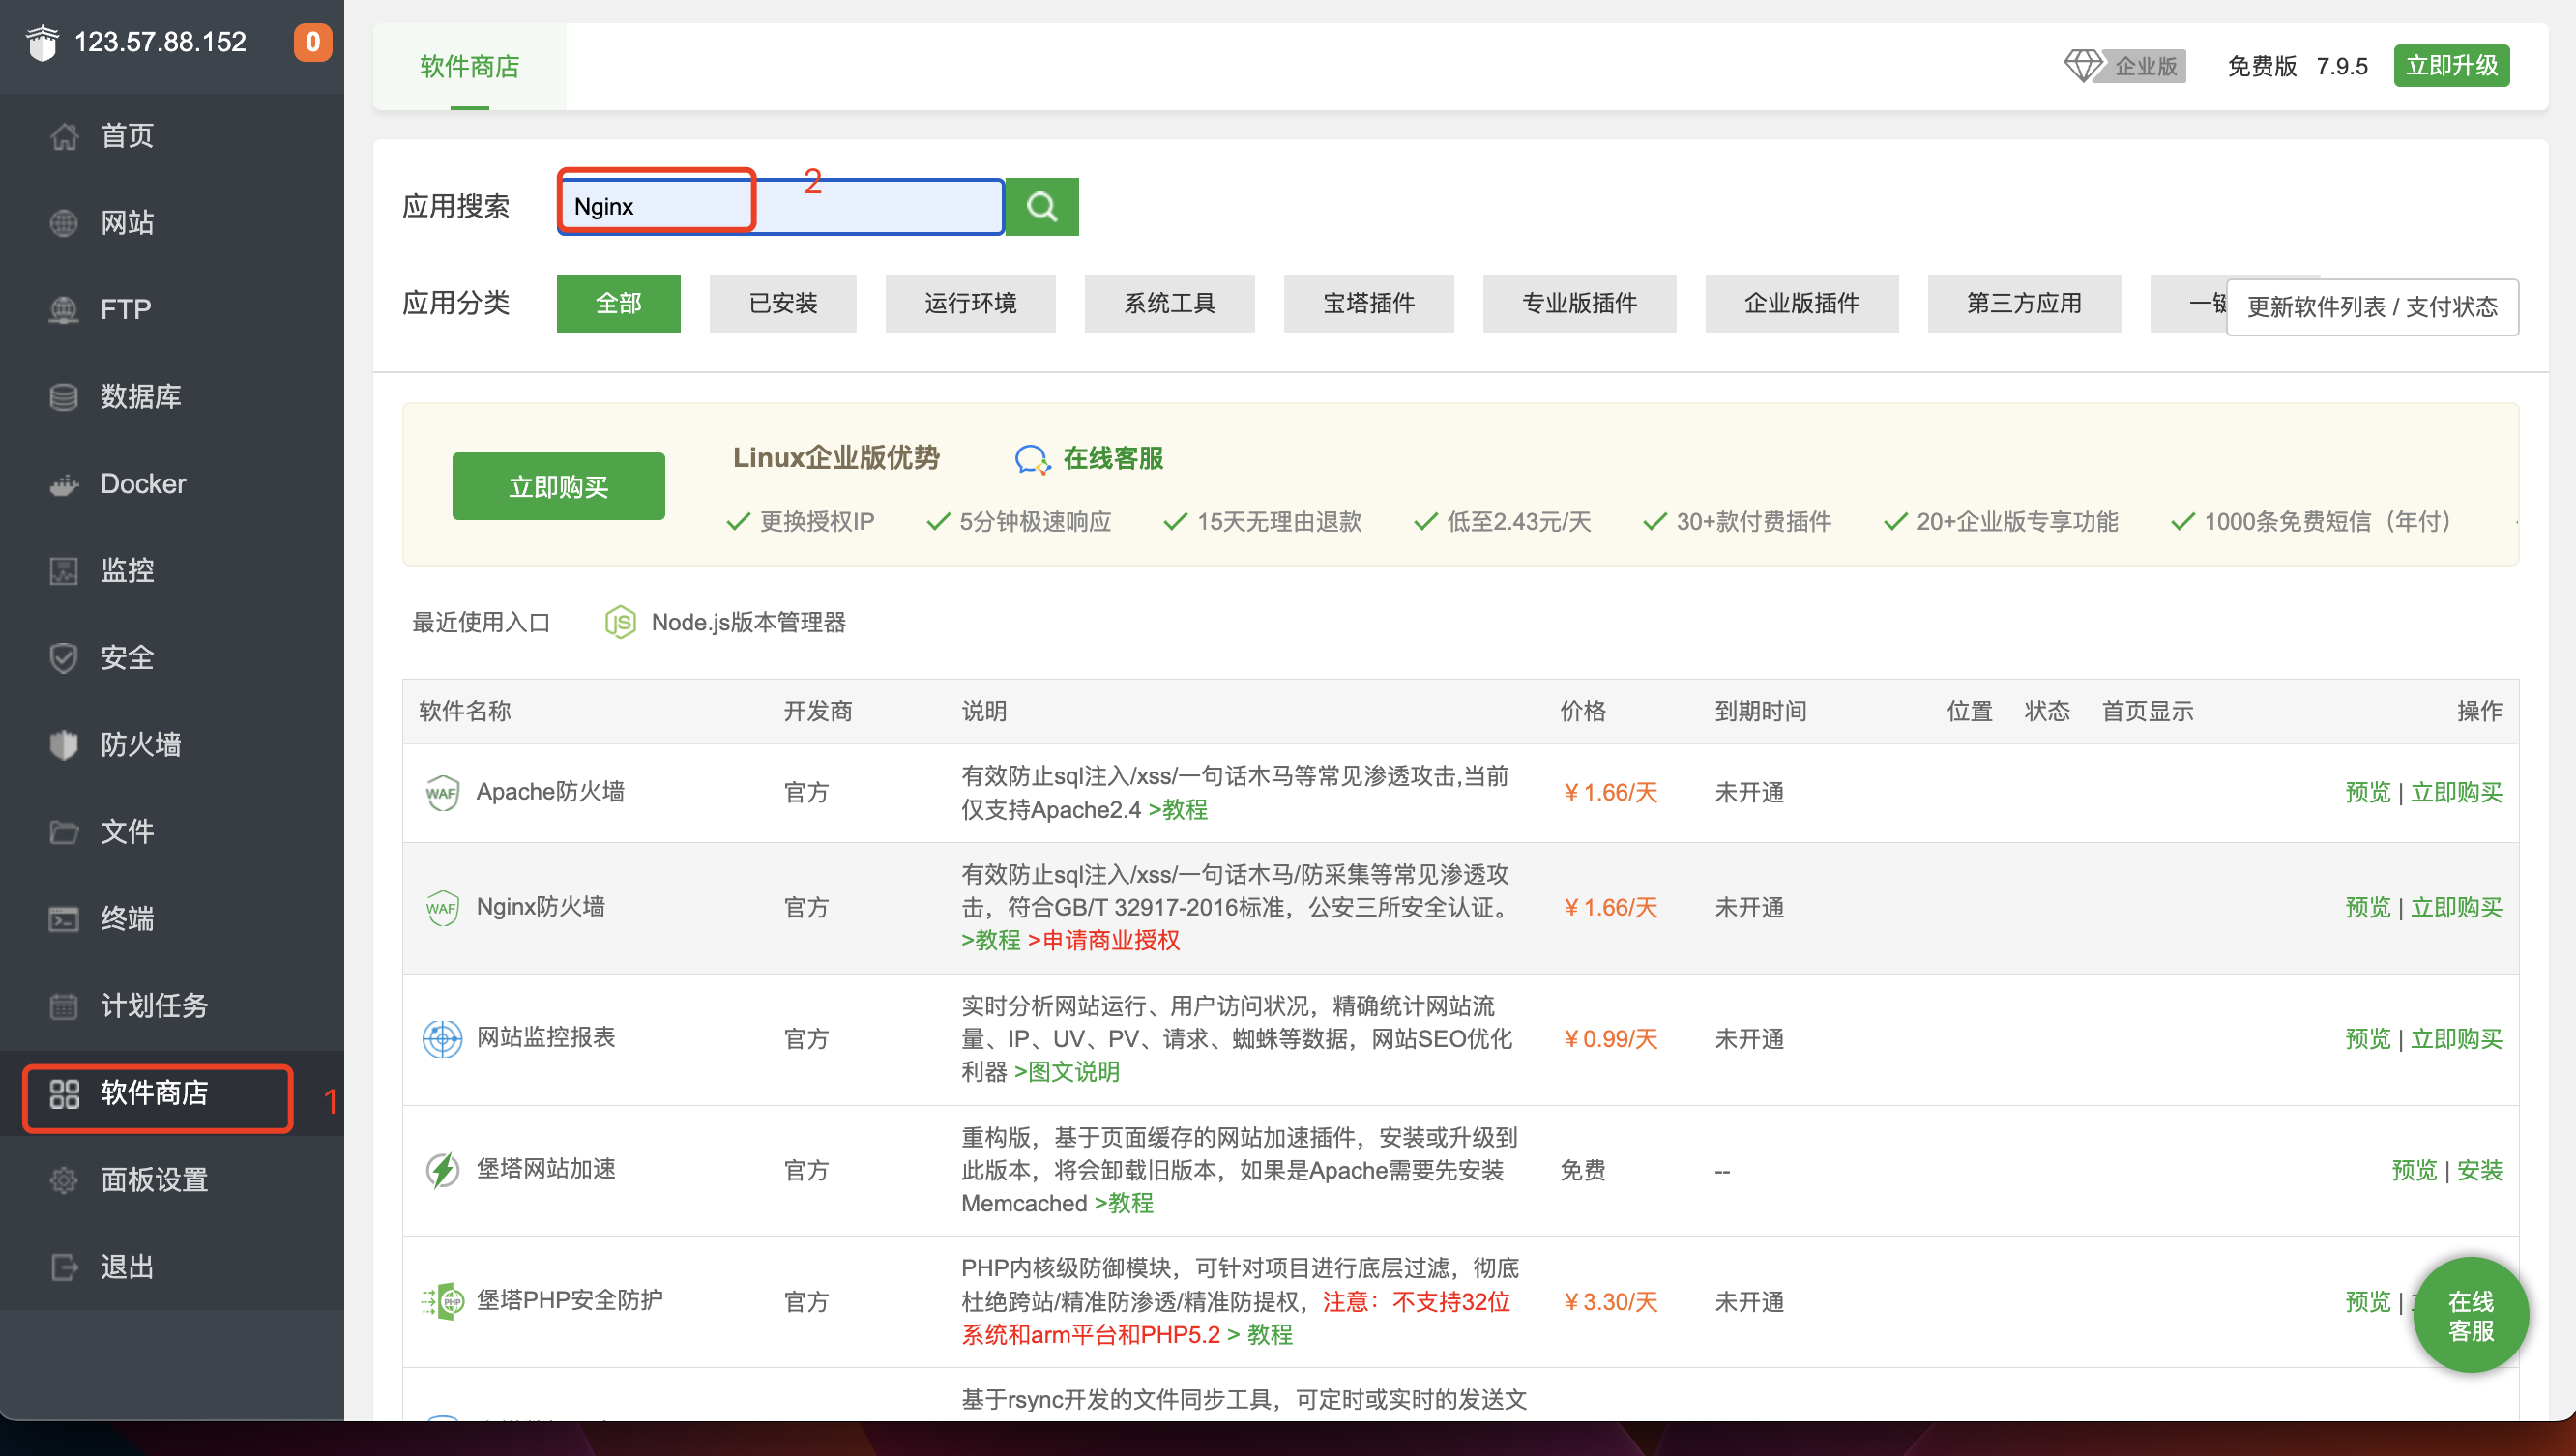 123.57.88.152
0
首页
网站
FTP
数据库
Docker
监控
安全
防火墙
文件
终端
计划任务
软件商店
1
面板设置
退出
软件商店
企业版
免费版 7.9.5
立即升级
应用搜索
Nginx
2
应用分类
全部
已安装
运行环境
系统工具
宝塔插件
专业版插件
企业版插件
第三方应用
一键
更新软件列表 / 支付状态
立即购买
Linux企业版优势
在线客服
更换授权IP
5分钟极速响应
15天无理由退款
低至2.43元/天
30+款付费插件
20+企业版专享功能
1000条免费短信（年付）
最近使用入口
JS
Node.js版本管理器
软件名称 开发商 说明 价格 到期时间 位置 状态 首页显示 操作
WAF
Apache防火墙
官方
有效防止sql注入/xss/一句话木马等常见渗透攻击,当前
仅支持Apache2.4 >教程
￥1.66/天
未开通
预览 | 立即购买
WAF
Nginx防火墙
官方
有效防止sql注入/xss/一句话木马/防采集等常见渗透攻
击，符合GB/T 32917-2016标准，公安三所安全认证。
>教程 >申请商业授权
￥1.66/天
未开通
预览 | 立即购买
网站监控报表
官方
实时分析网站运行、用户访问状况，精确统计网站流
量、IP、UV、PV、请求、蜘蛛等数据，网站SEO优化
利器 >图文说明
￥0.99/天
未开通
预览 | 立即购买
堡塔网站加速
官方
重构版，基于页面缓存的网站加速插件，安装或升级到
此版本，将会卸载旧版本，如果是Apache需要先安装
Memcached >教程
免费
--
预览 | 安装
PHP
堡塔PHP安全防护
官方
PHP内核级防御模块，可针对项目进行底层过滤，彻底
杜绝跨站/精准防渗透/精准防提权，注意：不支持32位
系统和arm平台和PHP5.2 > 教程
￥3.30/天
未开通
预览 |
在线
客服
基于rsync开发的文件同步工具，可定时或实时的发送文